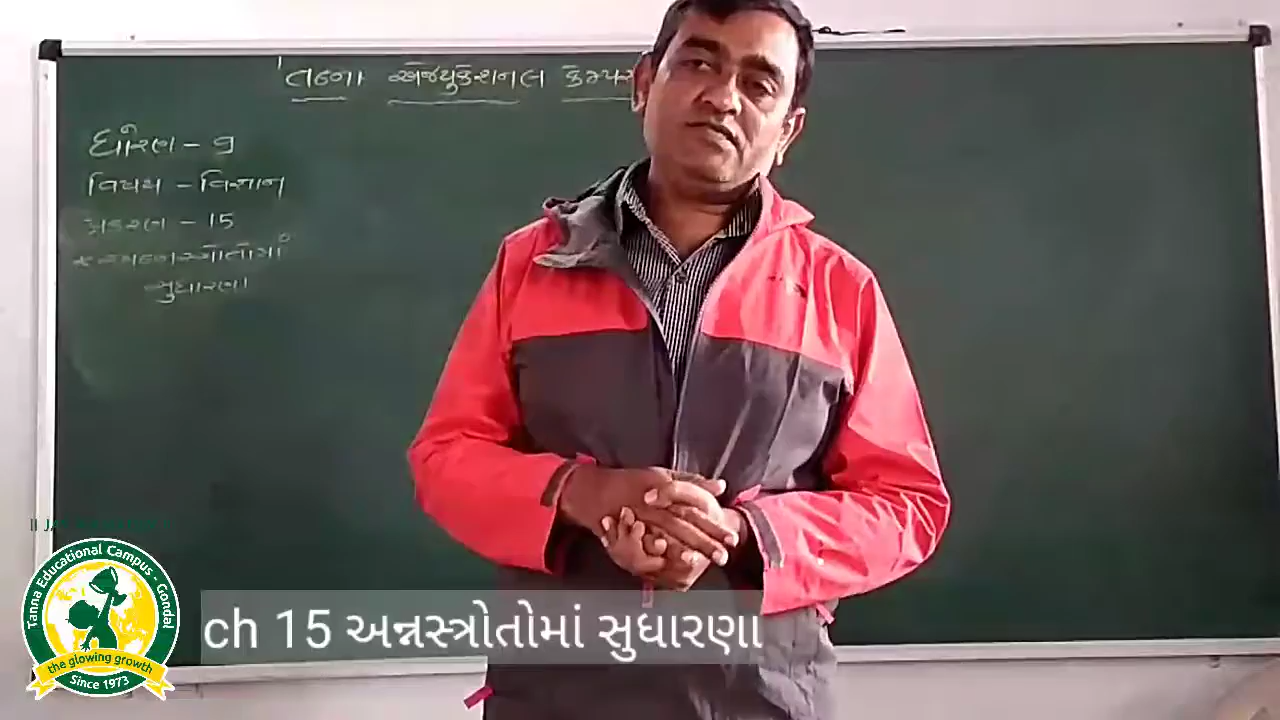 તન્ના એજ્યુકેશનલ કેમ્પસ
ધોરણ - 9
વિષય - વિજ્ઞાન
પ્રકરણ - 15
* અન્નસ્ત્રોતોમાં
સુધારણા
Tanna Educational Campus - Gondal
the glowing growth
Since 1973
ch 15 અન્નસ્ત્રોતોમાં સુધારણા